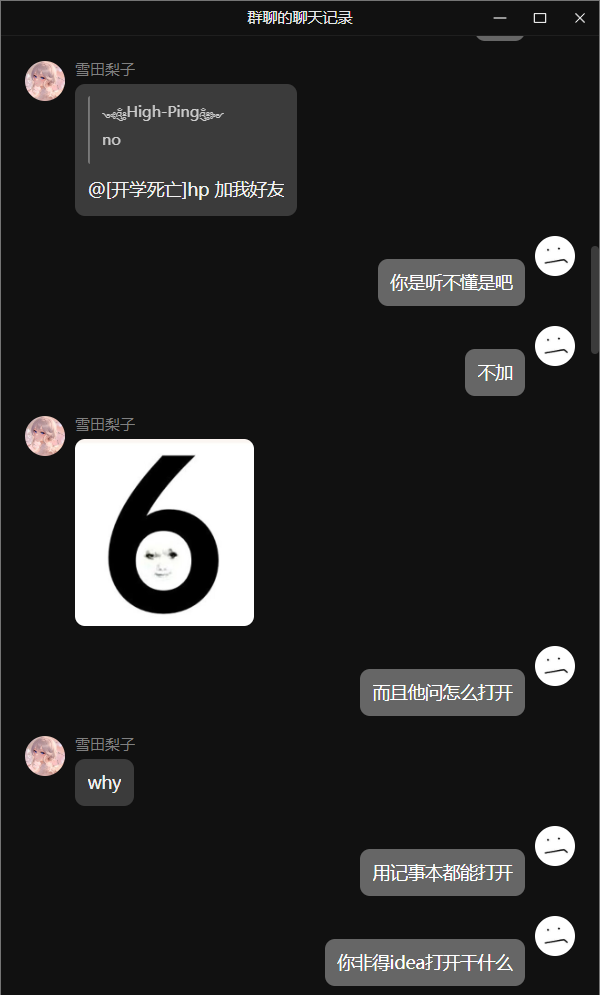 群聊的聊天记录
雪田梨子
High-Ping
no
@[开学死亡]hp 加我好友
你是听不懂是吧
不加
雪田梨子
6
而且他问怎么打开
雪田梨子
why
用记事本都能打开
你非得idea打开干什么